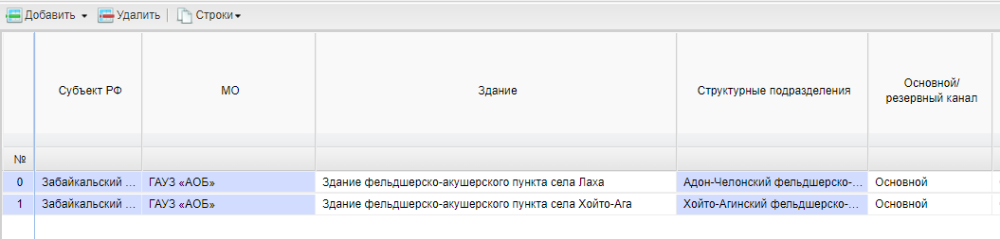 Добавить Удалить Строки
Субъект РФ МО Здание Структурные подразделения Основной/
резервный канал
№
0 Забайкальский ... ГАУЗ «АОБ» Здание фельдшерско-акушерского пункта села Лаха Адон-Челонский фельдшерско-... Основной
1 Забайкальский ... ГАУЗ «АОБ» Здание фельдшерско-акушерского пункта села Хойто-Ага Хойто-Агинский фельдшерско-... Основной